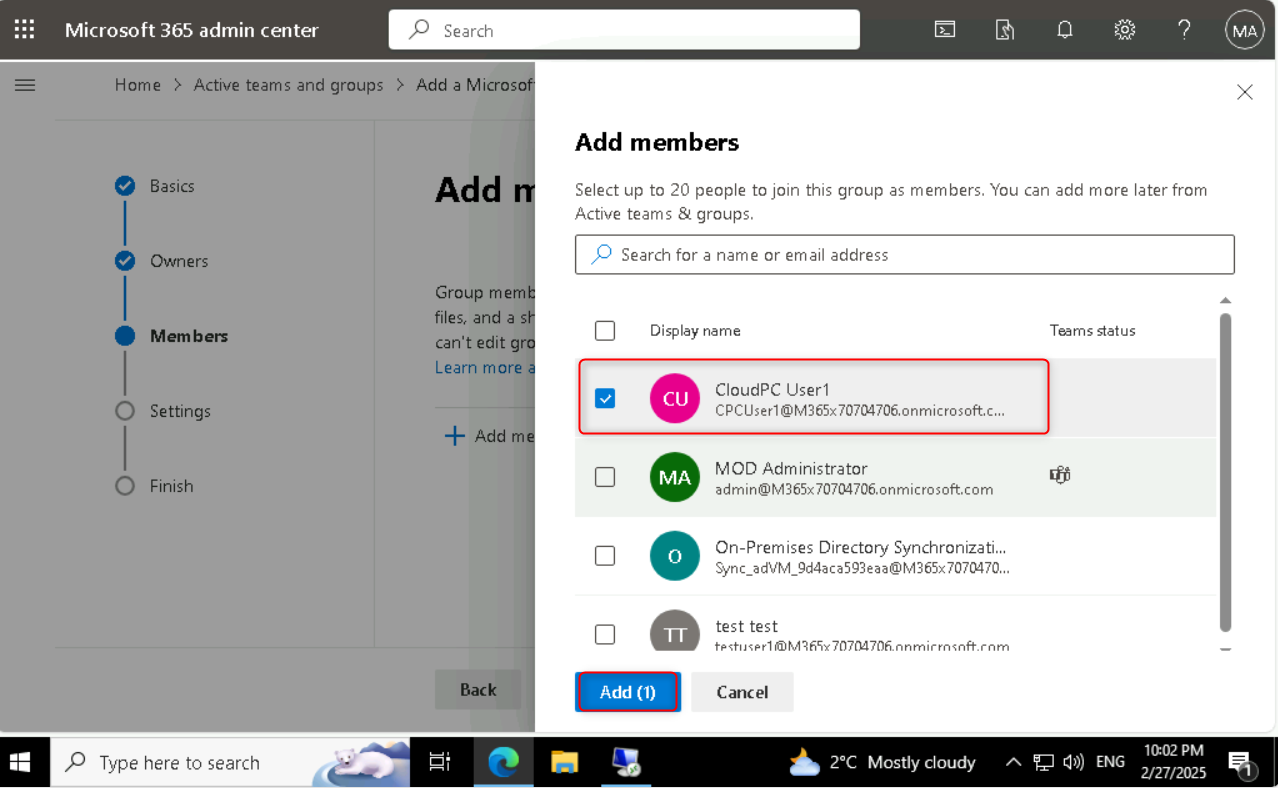 Microsoft 365 admin center
Search
MA
Home > Active teams and groups > Add a Microsof
Add members
Select up to 20 people to join this group as members. You can add more later from
Active teams & groups.
Search for a name or email address
Display name Teams status
CU
CloudPC User1
CPCUser1@M365x70704706.onmicrosoft.c...
MA
MOD Administrator
admin@M365x70704706.onmicrosoft.com
O
On-Premises Directory Synchronizati...
Sync_adVM_9d4aca593eaa@M365x7070470...
TT
test test
testuser1@M365x70704706.onmicrosoft.com
Add (1) Cancel
Basics
Owners
Members
Settings
Finish
Add m
Group memb
files, and a sh
can't edit gro
Learn more a
+ Add me
Back
Type here to search
2°C Mostly cloudy
ENG
10:02 PM
2/27/2025
1